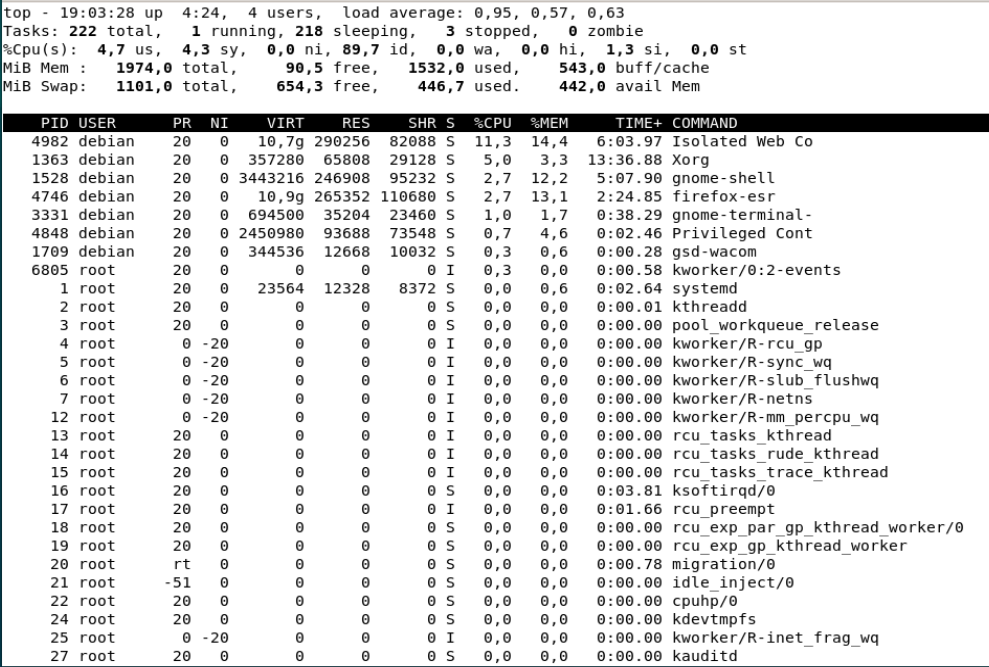 top - 19:03:28 up  4:24,  4 users,  load average: 0,95, 0,57, 0,63
Tasks: 222 total,   1 running, 218 sleeping,   3 stopped,   0 zombie
%Cpu(s):  4,7 us,  4,3 sy,  0,0 ni, 89,7 id,  0,0 wa,  0,0 hi,  1,3 si,  0,0 st
MiB Mem :   1974,0 total,     90,5 free,   1532,0 used,    543,0 buff/cache
MiB Swap:   1101,0 total,    654,3 free,    446,7 used.    442,0 avail Mem
PID USER      PR  NI    VIRT    RES    SHR S  %CPU  %MEM     TIME+ COMMAND
4982 debian    20   0   10,7g 290256  82088 S  11,3  14,4   6:03.97 Isolated Web Co
1363 debian    20   0  357280  65808  29128 S   5,0   3,3  13:36.88 Xorg
1528 debian    20   0 3443216 246908  95232 S   2,7  12,2   5:07.90 gnome-shell
4746 debian    20   0   10,9g 265352 110680 S   2,7  13,1   2:24.85 firefox-esr
3331 debian    20   0  694500  35204  23460 S   1,0   1,7   0:38.29 gnome-terminal-
4848 debian    20   0 2450980  93688  73548 S   0,7   4,6   0:02.46 Privileged Cont
1709 debian    20   0  344536  12668  10032 S   0,3   0,6   0:00.28 gsd-wacom
6805 root      20   0       0      0      0 I   0,3   0,0   0:00.58 kworker/0:2-events
1 root      20   0   23564  12328   8372 S   0,0   0,6   0:02.64 systemd
2 root      20   0       0      0      0 S   0,0   0,0   0:00.01 kthreadd
3 root      20   0       0      0      0 S   0,0   0,0   0:00.00 pool_workqueue_release
4 root       0 -20       0      0      0 I   0,0   0,0   0:00.00 kworker/R-rcu_gp
5 root       0 -20       0      0      0 I   0,0   0,0   0:00.00 kworker/R-sync_wq
6 root       0 -20       0      0      0 I   0,0   0,0   0:00.00 kworker/R-slub_flushwq
7 root       0 -20       0      0      0 I   0,0   0,0   0:00.00 kworker/R-netns
12 root       0 -20       0      0      0 I   0,0   0,0   0:00.00 kworker/R-mm_percpu_wq
13 root      20   0       0      0      0 I   0,0   0,0   0:00.00 rcu_tasks_kthread
14 root      20   0       0      0      0 I   0,0   0,0   0:00.00 rcu_tasks_rude_kthread
15 root      20   0       0      0      0 I   0,0   0,0   0:00.00 rcu_tasks_trace_kthread
16 root      20   0       0      0      0 S   0,0   0,0   0:03.81 ksoftirqd/0
17 root      20   0       0      0      0 I   0,0   0,0   0:01.66 rcu_preempt
18 root      20   0       0      0      0 S   0,0   0,0   0:00.00 rcu_exp_par_gp_kthread_worker/0
19 root      20   0       0      0      0 S   0,0   0,0   0:00.00 rcu_exp_gp_kthread_worker
20 root      rt   0       0      0      0 S   0,0   0,0   0:00.78 migration/0
21 root     -51   0       0      0      0 S   0,0   0,0   0:00.00 idle_inject/0
22 root      20   0       0      0      0 S   0,0   0,0   0:00.00 cpuhp/0
24 root      20   0       0      0      0 S   0,0   0,0   0:00.00 kdevtmpfs
25 root       0 -20       0      0      0 I   0,0   0,0   0:00.00 kworker/R-inet_frag_wq
27 root      20   0       0      0      0 S   0,0   0,0   0:00.00 kauditd